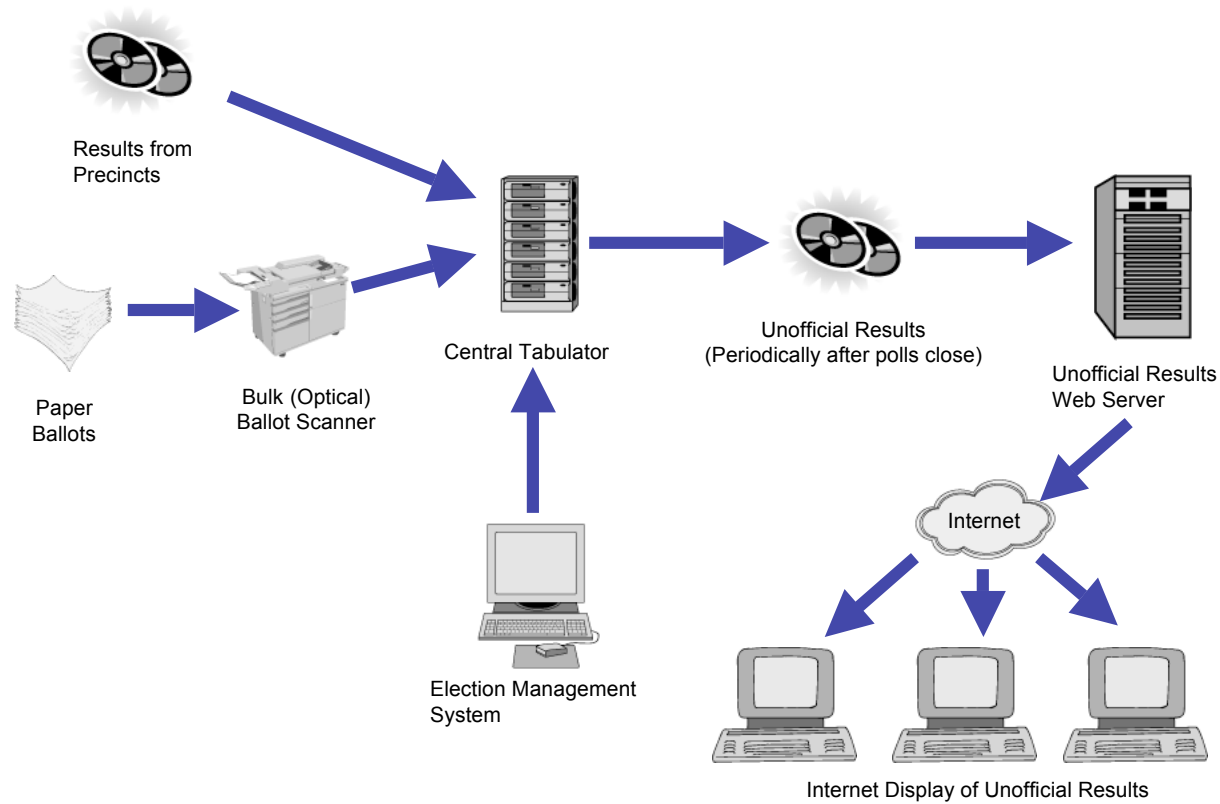 Results from
Precincts
Paper
Ballots
Bulk (Optical)
Ballot Scanner
Central Tabulator
Election Management
System
Unofficial Results
(Periodically after polls close)
Unofficial Results
Web Server
Internet
Internet Display of Unofficial Results